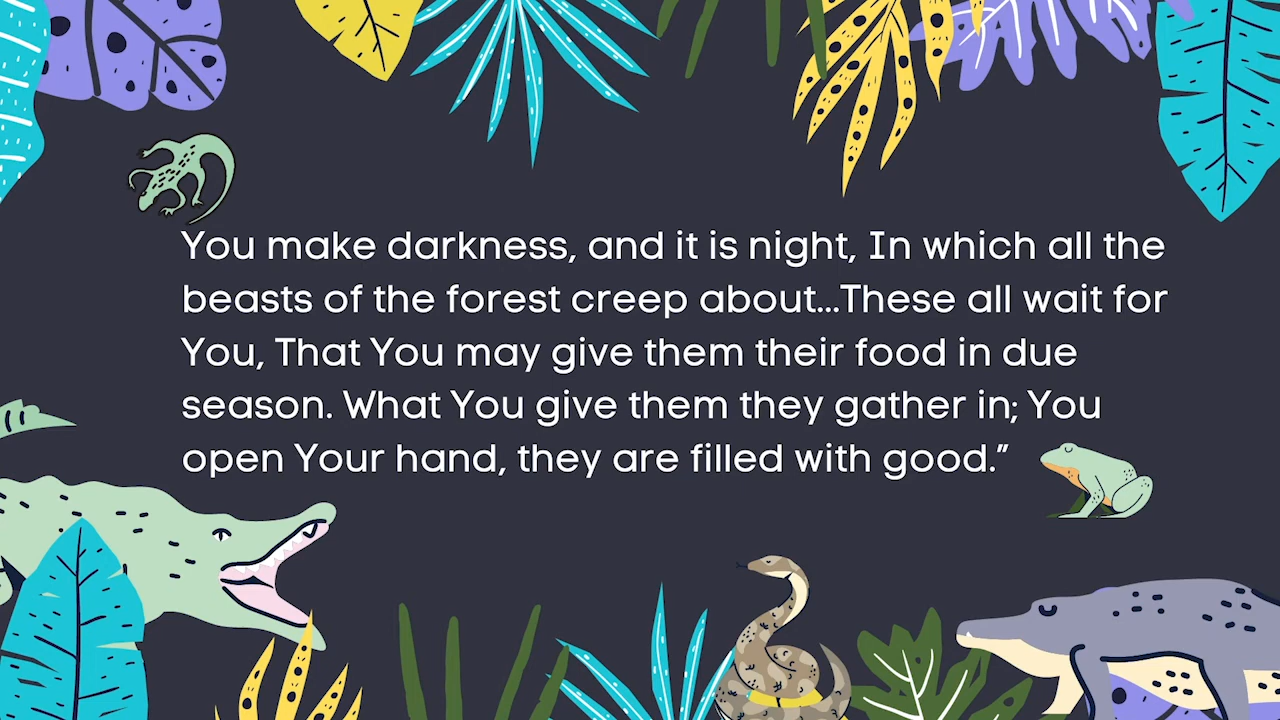 You make darkness, and it is night, In which all the
beasts of the forest creep about...These all wait for
You, That You may give them their food in due
season. What You give them they gather in; You
open Your hand, they are filled with good.”